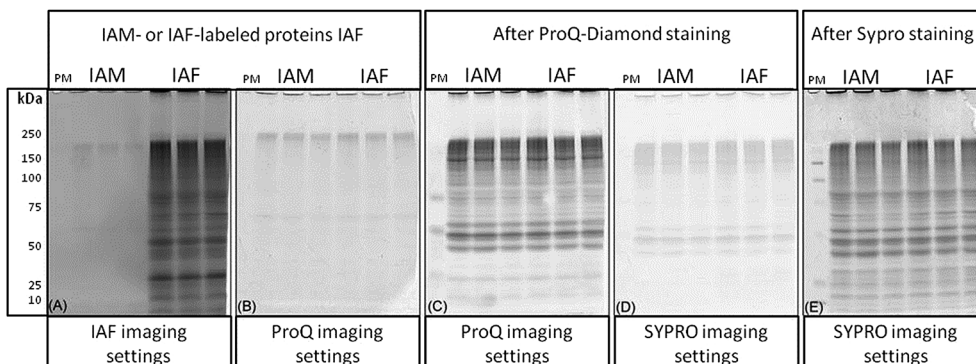 IAM- or IAF-labeled proteins IAF
After ProQ-Diamond staining
After Sypro staining
PM IAM IAF
IAM IAF
PM IAM IAF
PM IAM IAF
PM IAM IAF
kDa
250
150
100
75
50
25
10
(A)
(B)
(C)
(D)
(E)
IAF imaging
settings
ProQ imaging
settings
ProQ imaging
settings
SYPRO imaging
settings
SYPRO imaging
settings